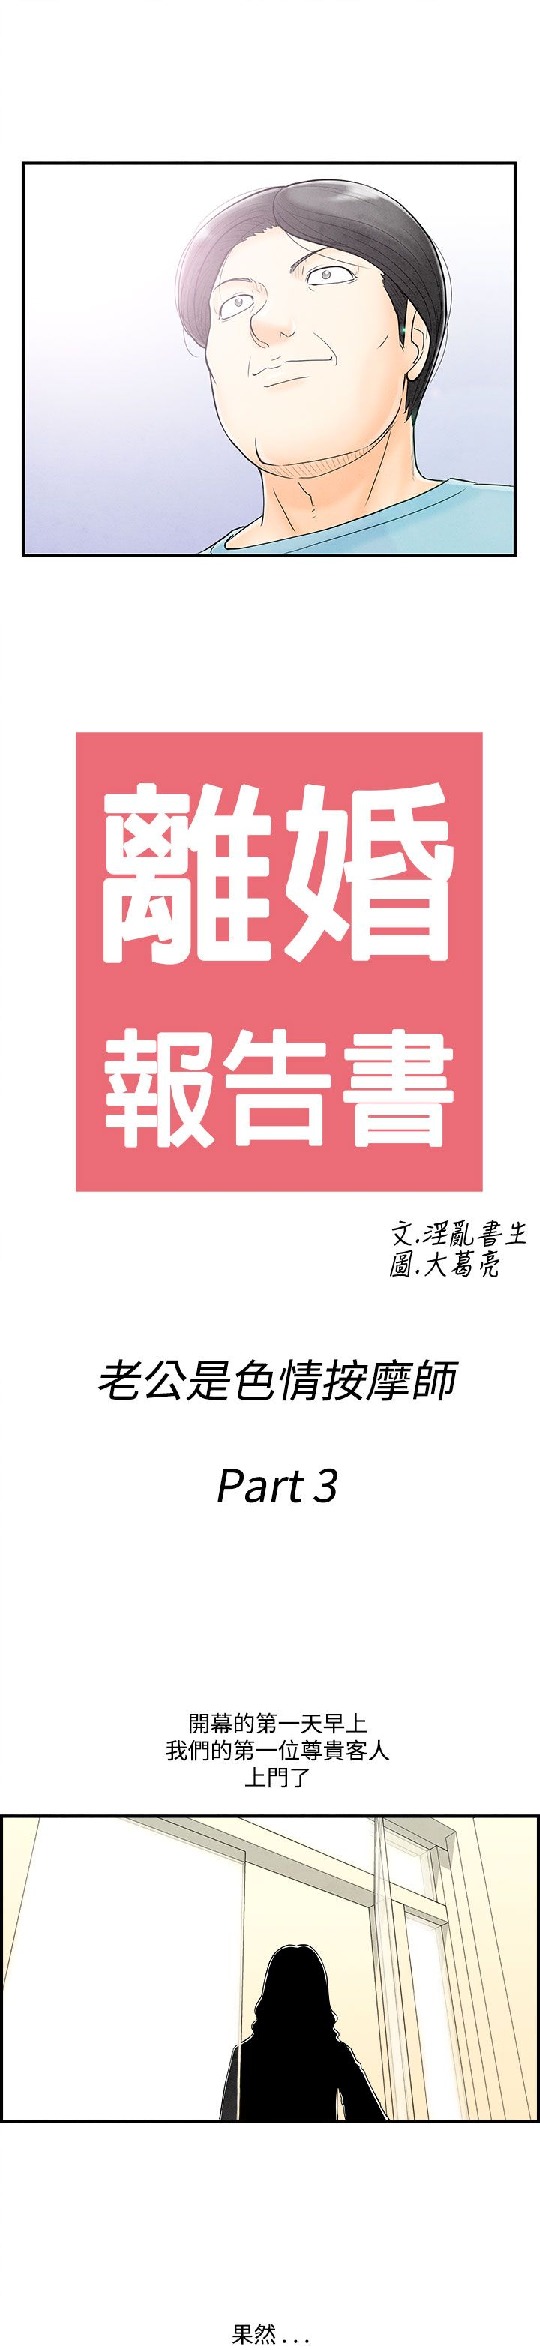 離婚
報告書
文.淫亂書生
圖.大葛亮
老公是色情按摩師
Part 3
開幕的第一天早上
我們的第一位尊貴客人
上門了
果然...